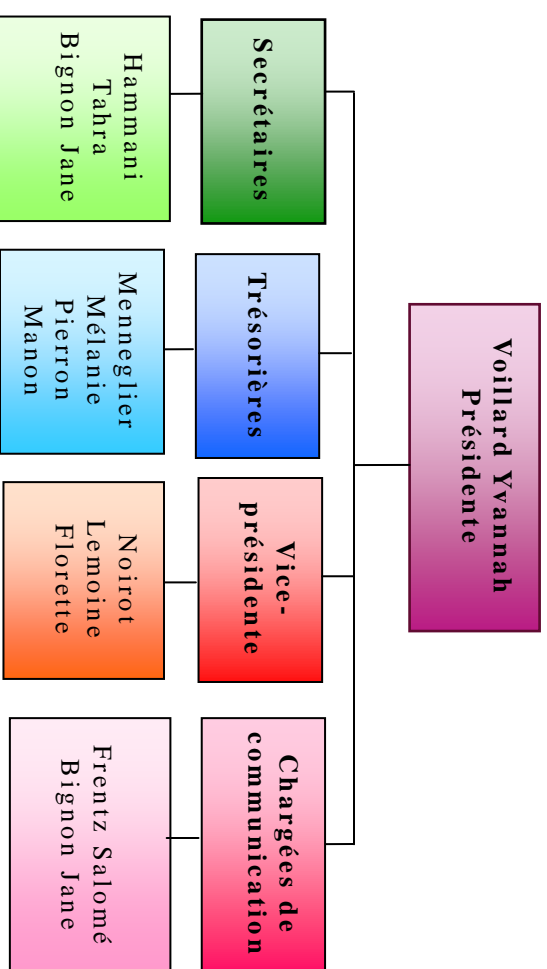 Voillard Yvannah
Présidente
Secrétaires
Hammani
Tahra
Bignon Jane
Trésorières
Menneglier
Mélanie
Pierron
Manon
Vice-
présidente
Noirot
Lemoine
Florette
Chargées de
communication
Frentz Salomé
Bignon Jane